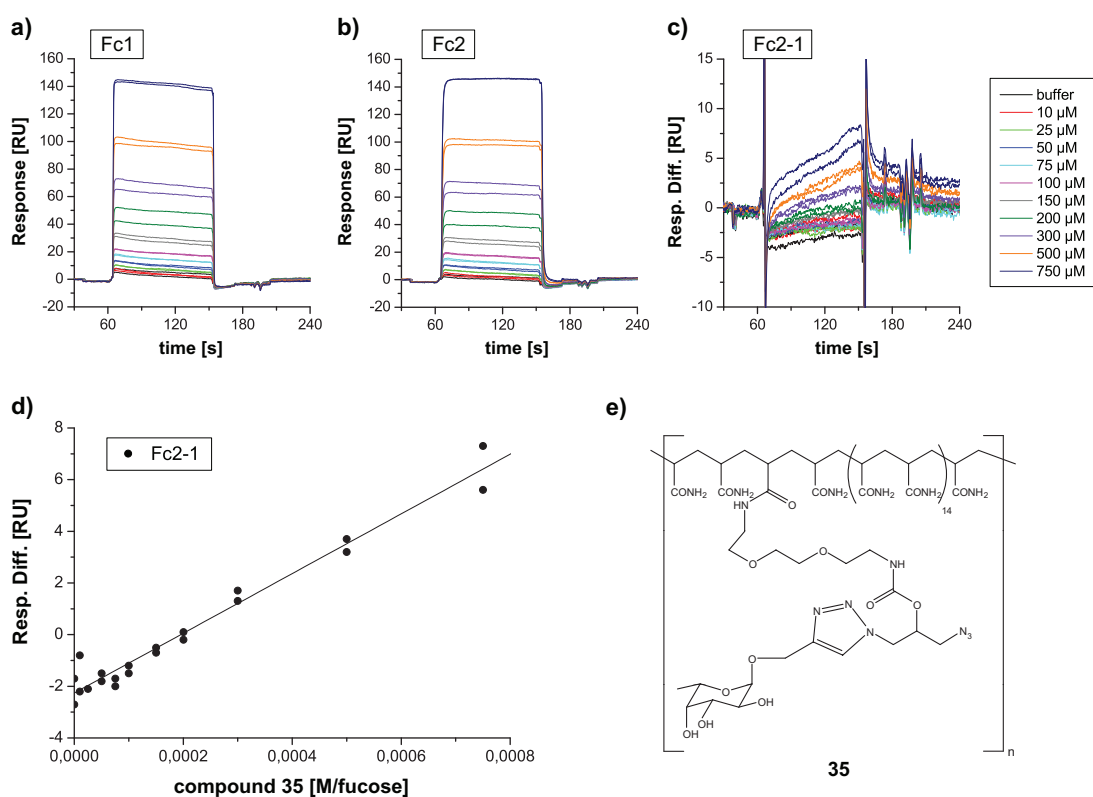 a)
Fc1
Response [RU]
160
140
120
100
80
60
40
20
0
-20
60
120
180
240
time [s]
b)
Fc2
Response [RU]
160
140
120
100
80
60
40
20
0
-20
60
120
180
240
time [s]
c)
Fc2-1
Resp. Diff. [RU]
15
10
5
0
-5
-10
60
120
180
240
time [s]
buffer
10 µM
25 µM
50 µM
75 µM
100 µM
150 µM
200 µM
300 µM
500 µM
750 µM
d)
Fc2-1
Resp. Diff. [RU]
8
6
4
2
0
-2
-4
0,0000
0,0002
0,0004
0,0006
0,0008
compound 35 [M/fucose]
e)
CONH2 CONH2 CONH2 CONH2 CONH2 CONH2
14
HN
O
O
O
NH
O
O
N
N
N
N3
O
O
OH
OH
OH
n
35